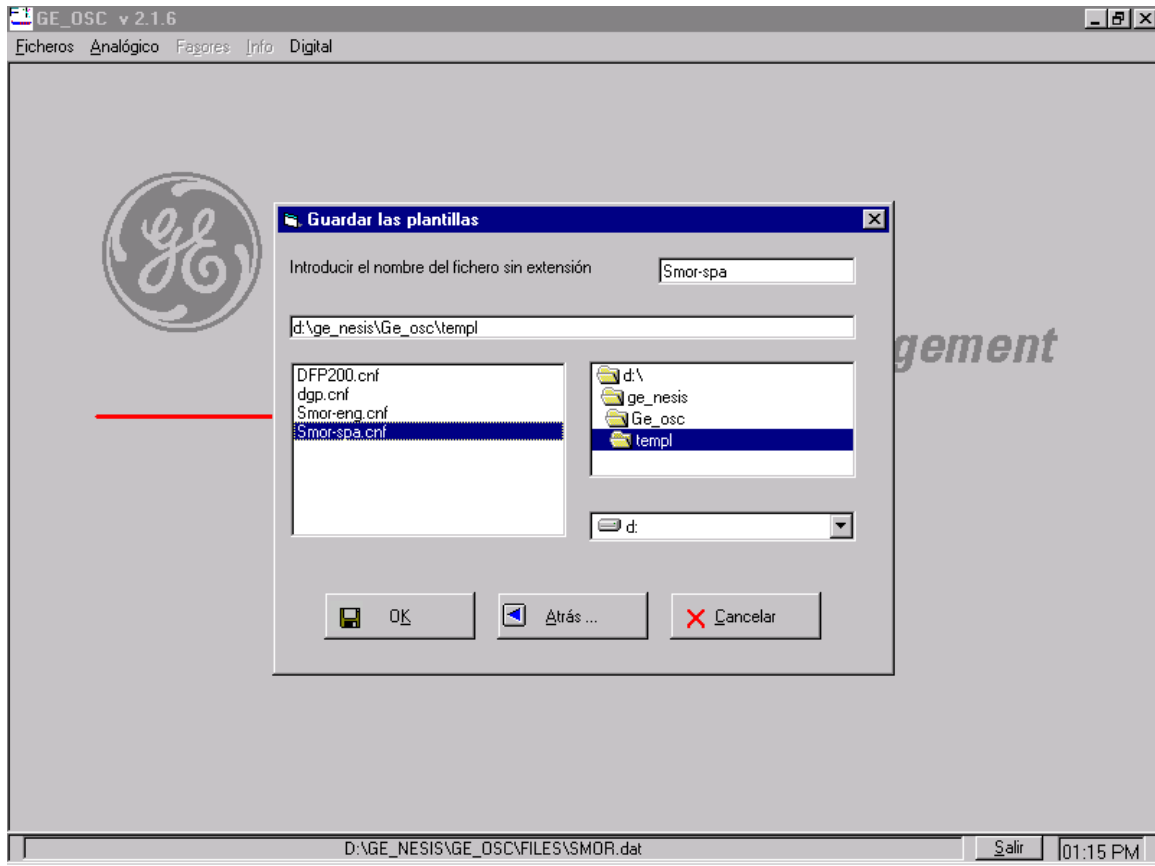 GE_OSC v 2.1.6
Ficheros Analógico Fasores Info Digital
GE
Guardar las plantillas
Introducir el nombre del fichero sin extensión
Smor-spa
d:\ge_nesis\Ge_osc\templ
gement
DFP200.cnf
dgp.cnf
Smor-eng.cnf
Smor-spa.cnf
d:\
ge_nesis
Ge_osc
templ
d:
OK
Atrás ...
Cancelar
D:\GE_NESIS\GE_OSC\FILES\SMOR.dat
Salir
01:15 PM